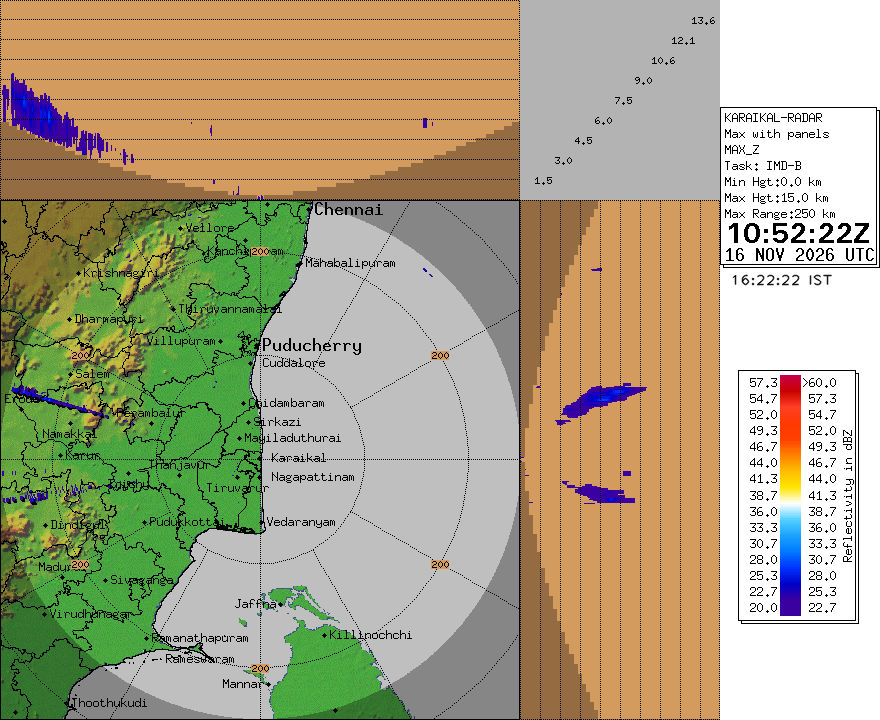 13.6
12.1
10.6
9.0
7.5
6.0
4.5
3.0
1.5
KARAIKAL-RADAR
Max with panels
MAX_Z
Task: IMD-B
Min Hgt:0.0 km
Max Hgt:15.0 km
Max Range:250 km
10:52:22Z
16 NOV 2026 UTC
16:22:22 IST
Chennai
Vellore
200
Mahabalipuram
Krishnagiri
Thiruvannamalai
Dharmapuri
Villupuram
Puducherry
200
200
Cuddalore
Salem
Chidambaram
Perambalur
Sirkazi
Namakkal
Mayiladuthurai
Karur
Karaikal
Thanjavur
Nagapattinam
Tiruvarur
Dindigul
Pudukkottai
Vedaranyam
200
200
Sivaganga
Jaffna
Virudhunagar
Killinochchi
Ramanathapuram
Rameswaram
200
Mannar
Thoothukudi
57.3 >60.0
54.7 57.3
52.0 54.7
49.3 52.0
46.7 49.3
44.0 46.7
41.3 44.0
38.7 41.3
36.0 38.7
33.3 36.0
30.7 33.3
28.0 30.7
25.3 28.0
22.7 25.3
20.0 22.7
Reflectivity in dBZ